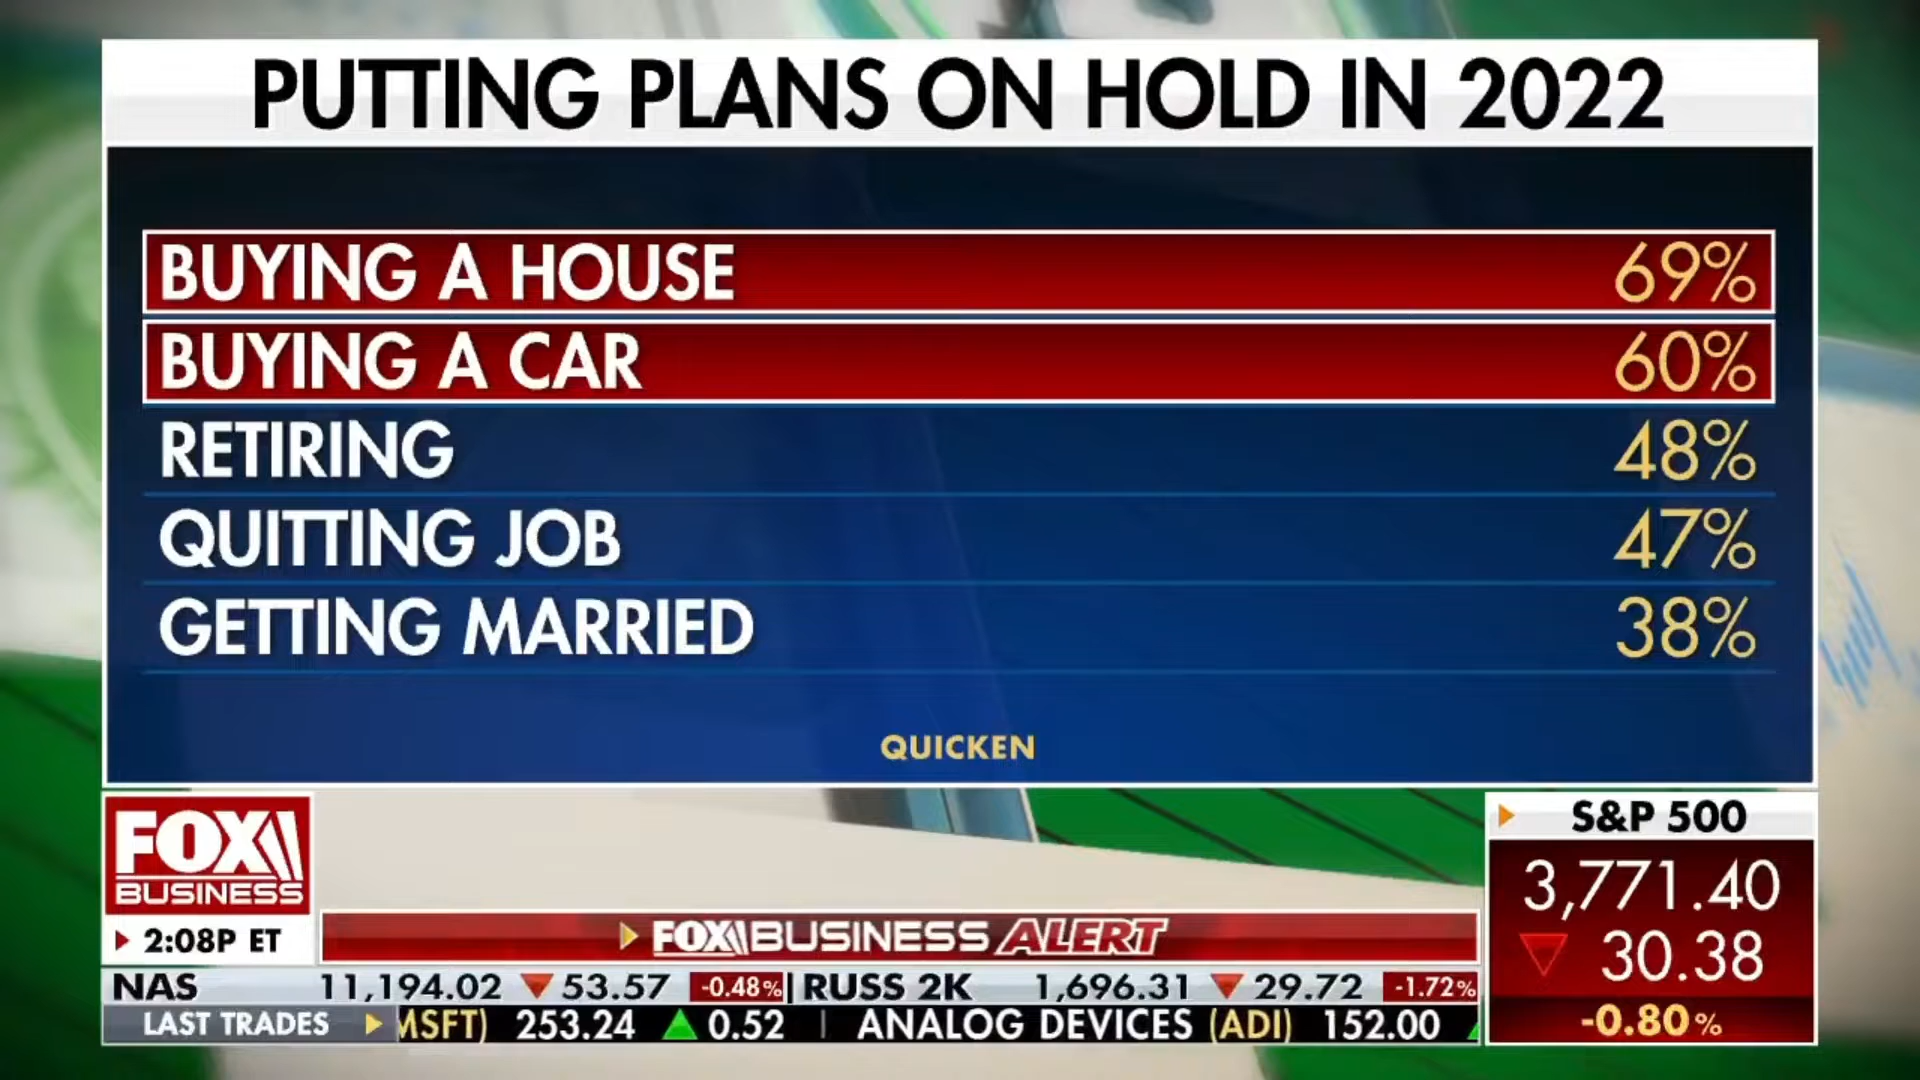 PUTTING PLANS ON HOLD IN 2022
BUYING A HOUSE 69%
BUYING A CAR 60%
RETIRING 48%
QUITTING JOB 47%
GETTING MARRIED 38%
QUICKEN
FOX BUSINESS
2:08P ET
FOX BUSINESS ALERT
S&P 500
3,771.40
30.38
-0.80%
NAS 11,194.02 53.57 -0.48% RUSS 2K 1,696.31 29.72 -1.72%
LAST TRADES MSFT) 253.24 0.52 ANALOG DEVICES (ADI) 152.00